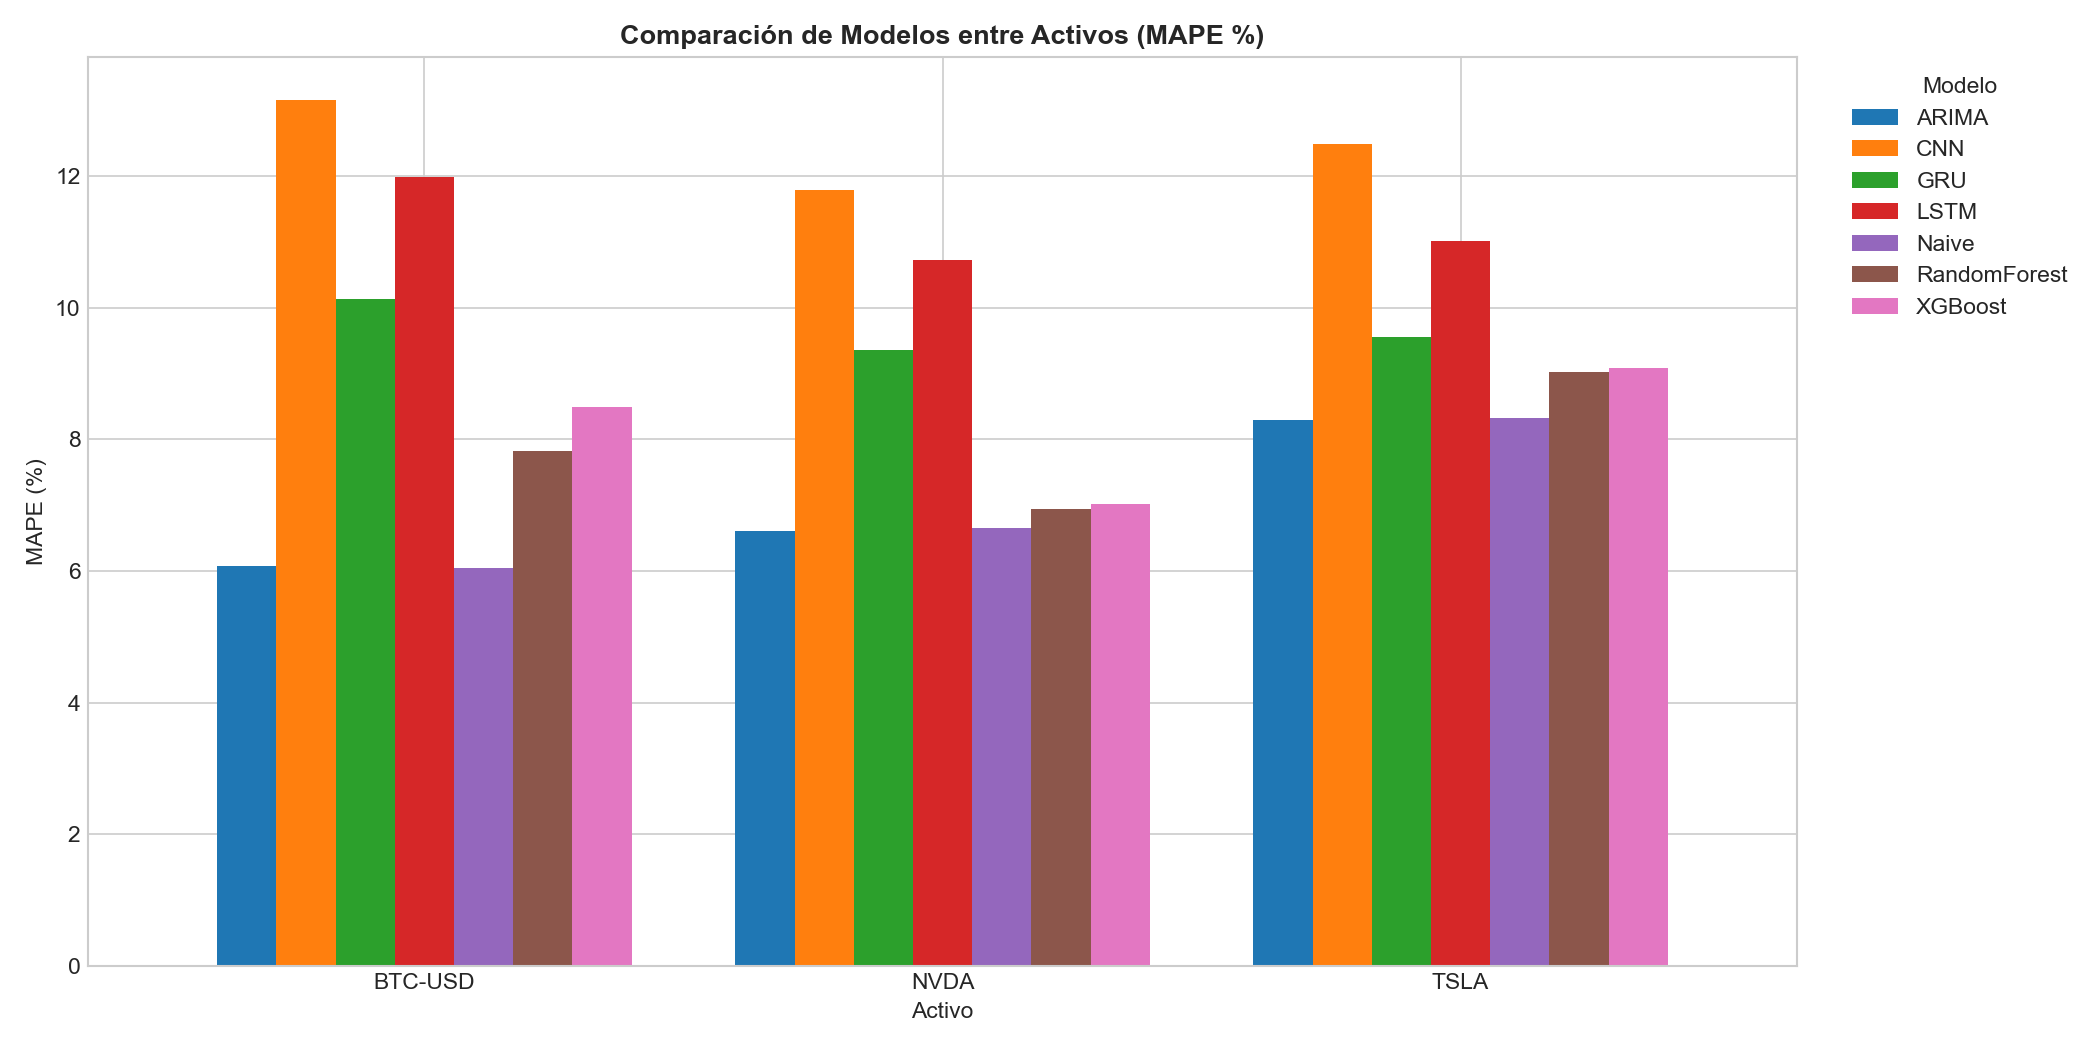 Comparación de Modelos entre Activos (MAPE %)
Modelo
ARIMA
CNN
GRU
LSTM
Naive
RandomForest
XGBoost
MAPE (%)
12
10
8
6
4
2
0
BTC-USD
NVDA
TSLA
Activo